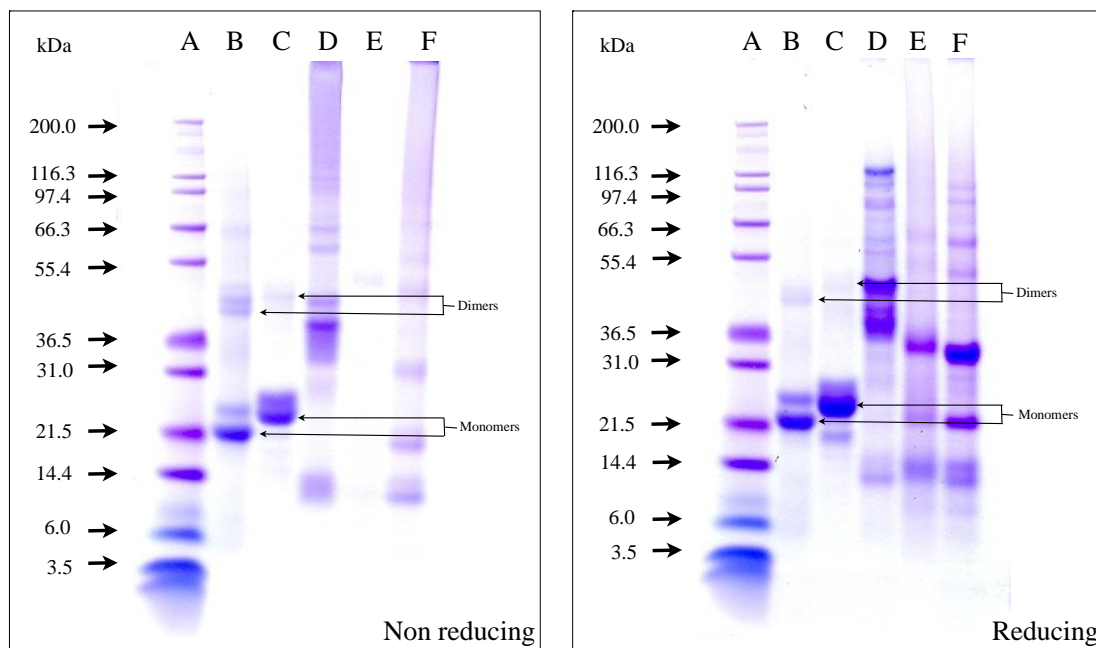 kDa A B C D E F
200.0
116.3
97.4
66.3
55.4
36.5
31.0
21.5
14.4
6.0
3.5
Dimers
Monomers
Non reducing
kDa A B C D E F
200.0
116.3
97.4
66.3
55.4
36.5
31.0
21.5
14.4
6.0
3.5
Dimers
Monomers
Reducing